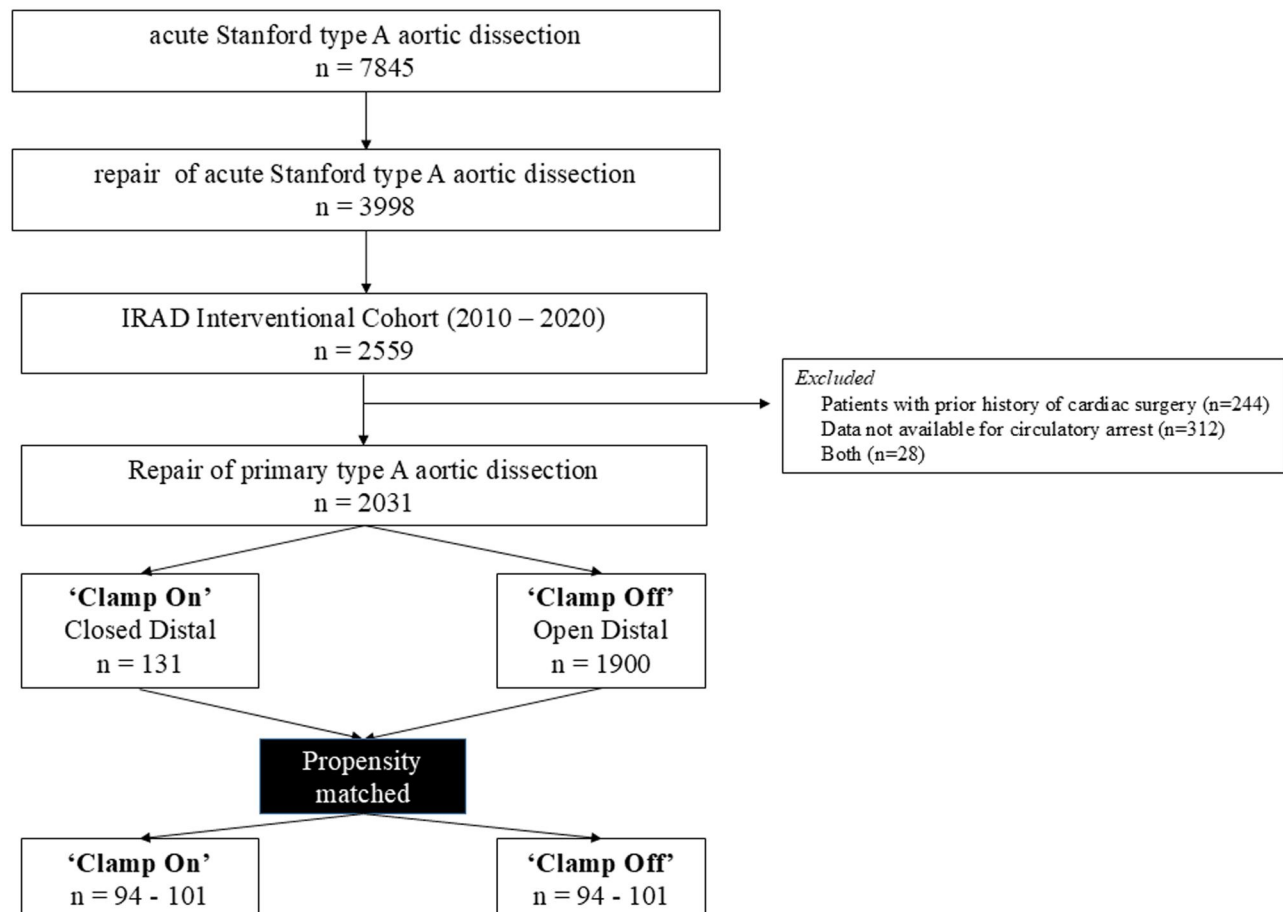 acute Stanford type A aortic dissection
n = 7845
repair of acute Stanford type A aortic dissection
n = 3998
IRAD Interventional Cohort (2010 – 2020)
n = 2559
Excluded
Patients with prior history of cardiac surgery (n=244)
Data not available for circulatory arrest (n=312)
Both (n=28)
Repair of primary type A aortic dissection
n = 2031
‘Clamp On’
Closed Distal
n = 131
‘Clamp Off’
Open Distal
n = 1900
Propensity
matched
‘Clamp On’
n = 94 - 101
‘Clamp Off’
n = 94 - 101